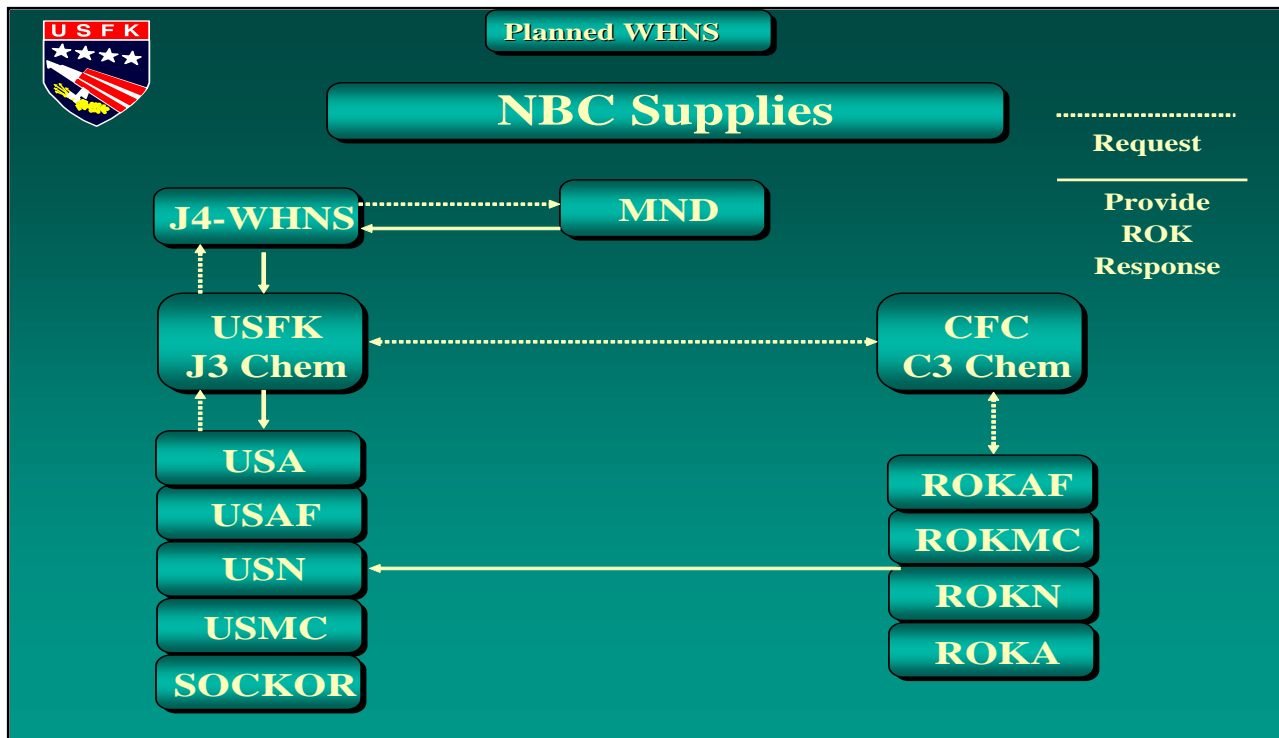 USFK
Planned WHNS
NBC Supplies
Request
Provide
ROK
Response
J4-WHNS
MND
USFK
J3 Chem
CFC
C3 Chem
USA
USAF
USN
USMC
SOCKOR
ROKAF
ROKMC
ROKN
ROKA